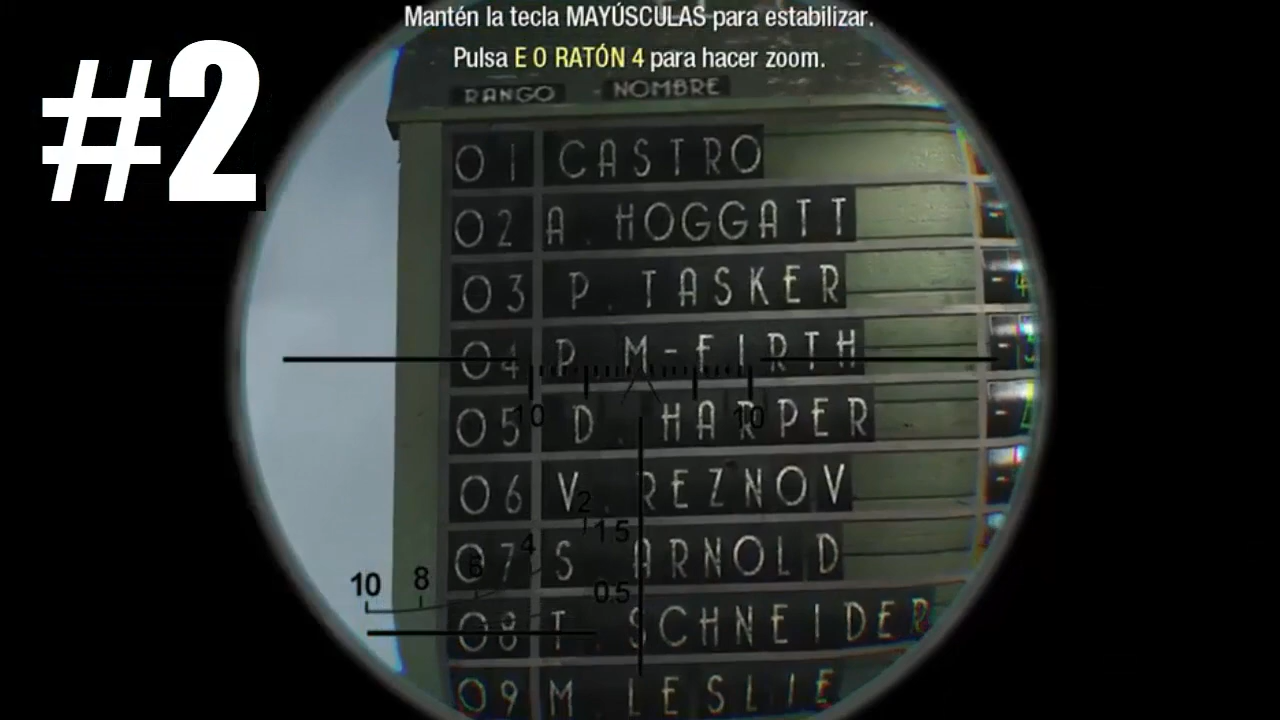 Mantén la tecla MAYÚSCULAS para estabilizar.
Pulsa E O RATÓN 4 para hacer zoom.
#2
RANGO NOMBRE
01 CASTRO
02 A. HOGGATT
03 P. TASKER
04 P. M-FIRTH
05 D. HARPER
06 V. REZNOV
07 S ARNOLD
08 T. SCHNEIDER
09 M. LESLIE
10 10
2
1.5
10 8 6 4
0.5